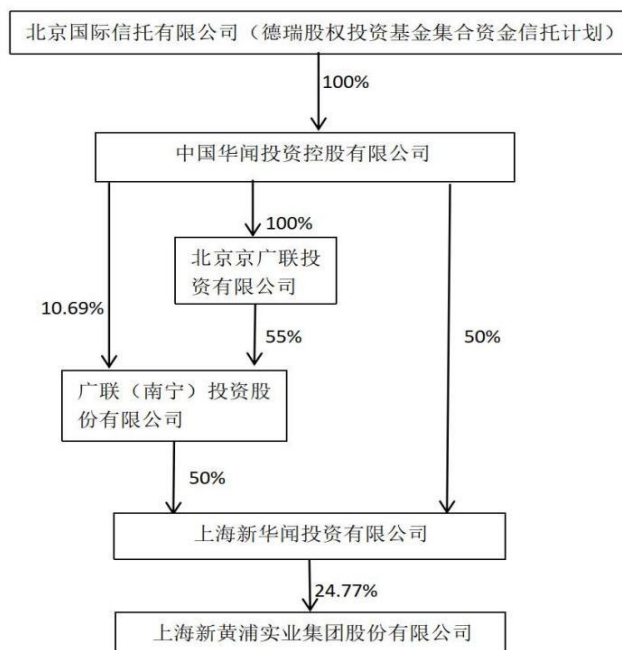 北京国际信托有限公司（德瑞股权投资基金集合资金信托计划）
100%
中国华闻投资控股有限公司
100%
北京京广联投
资有限公司
10.69%
55%
50%
广联（南宁）投资股
份有限公司
50%
上海新华闻投资有限公司
24.77%
上海新黄浦实业集团股份有限公司